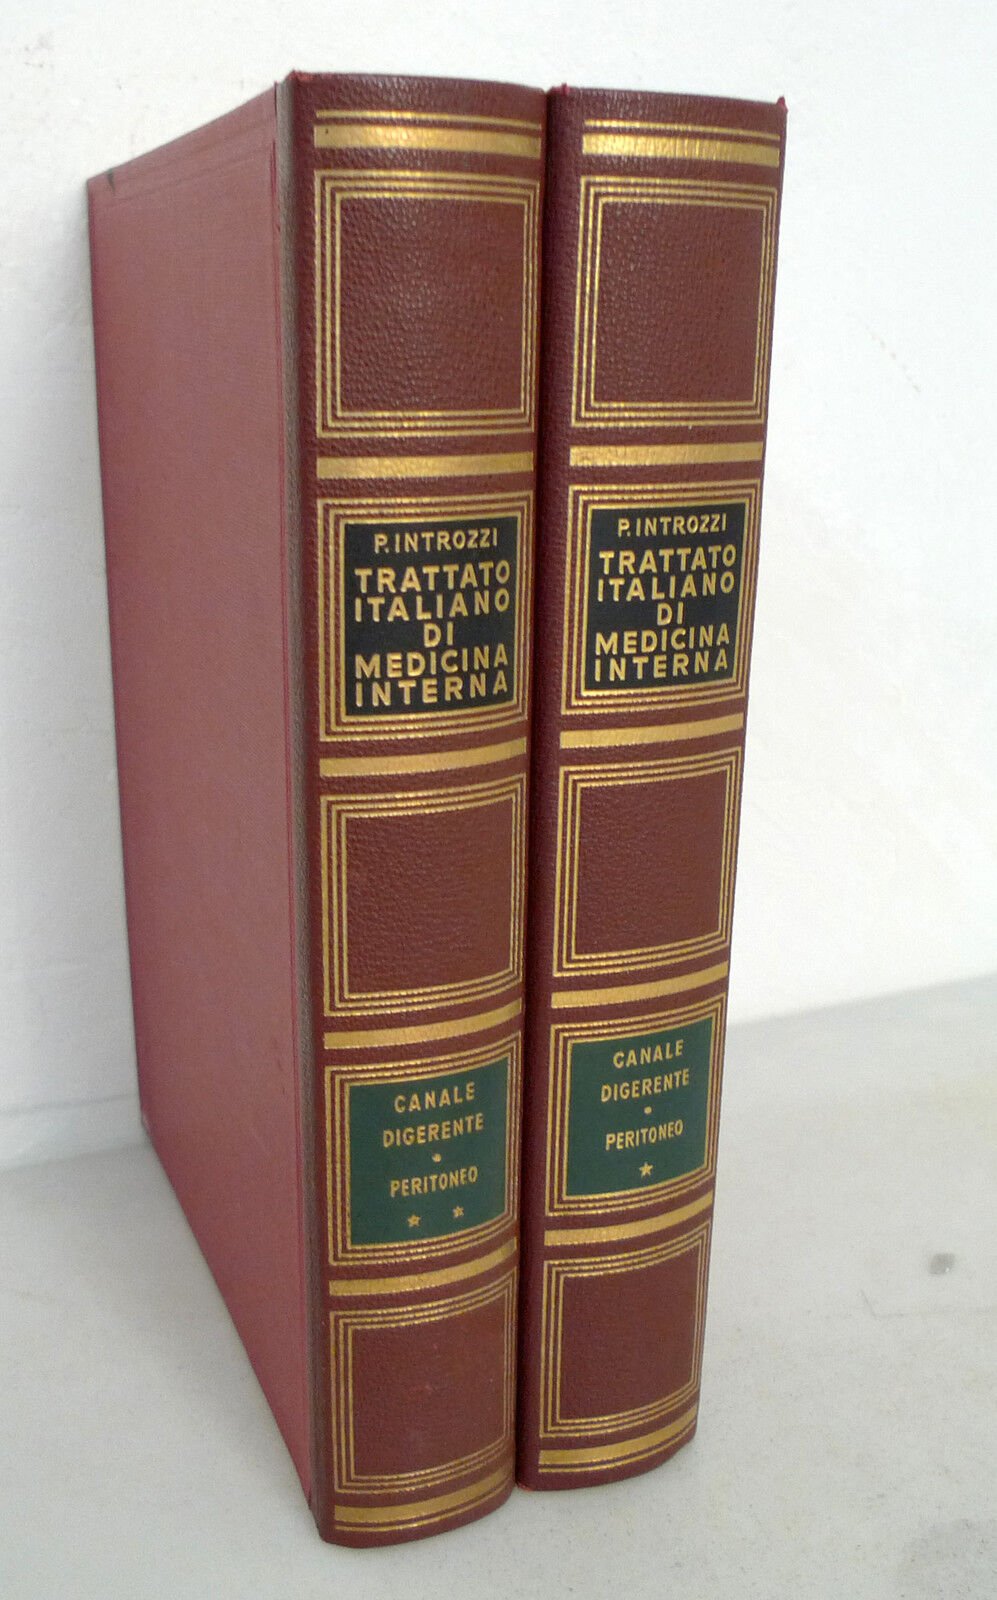 P. INTROZZI
TRATTATO
ITALIANO
DI
MEDICINA
INTERNA
CANALE
DIGERENTE
•
PERITONEO
★ ★
P. INTROZZI
TRATTATO
ITALIANO
DI
MEDICINA
INTERNA
CANALE
DIGERENTE
•
PERITONEO
★